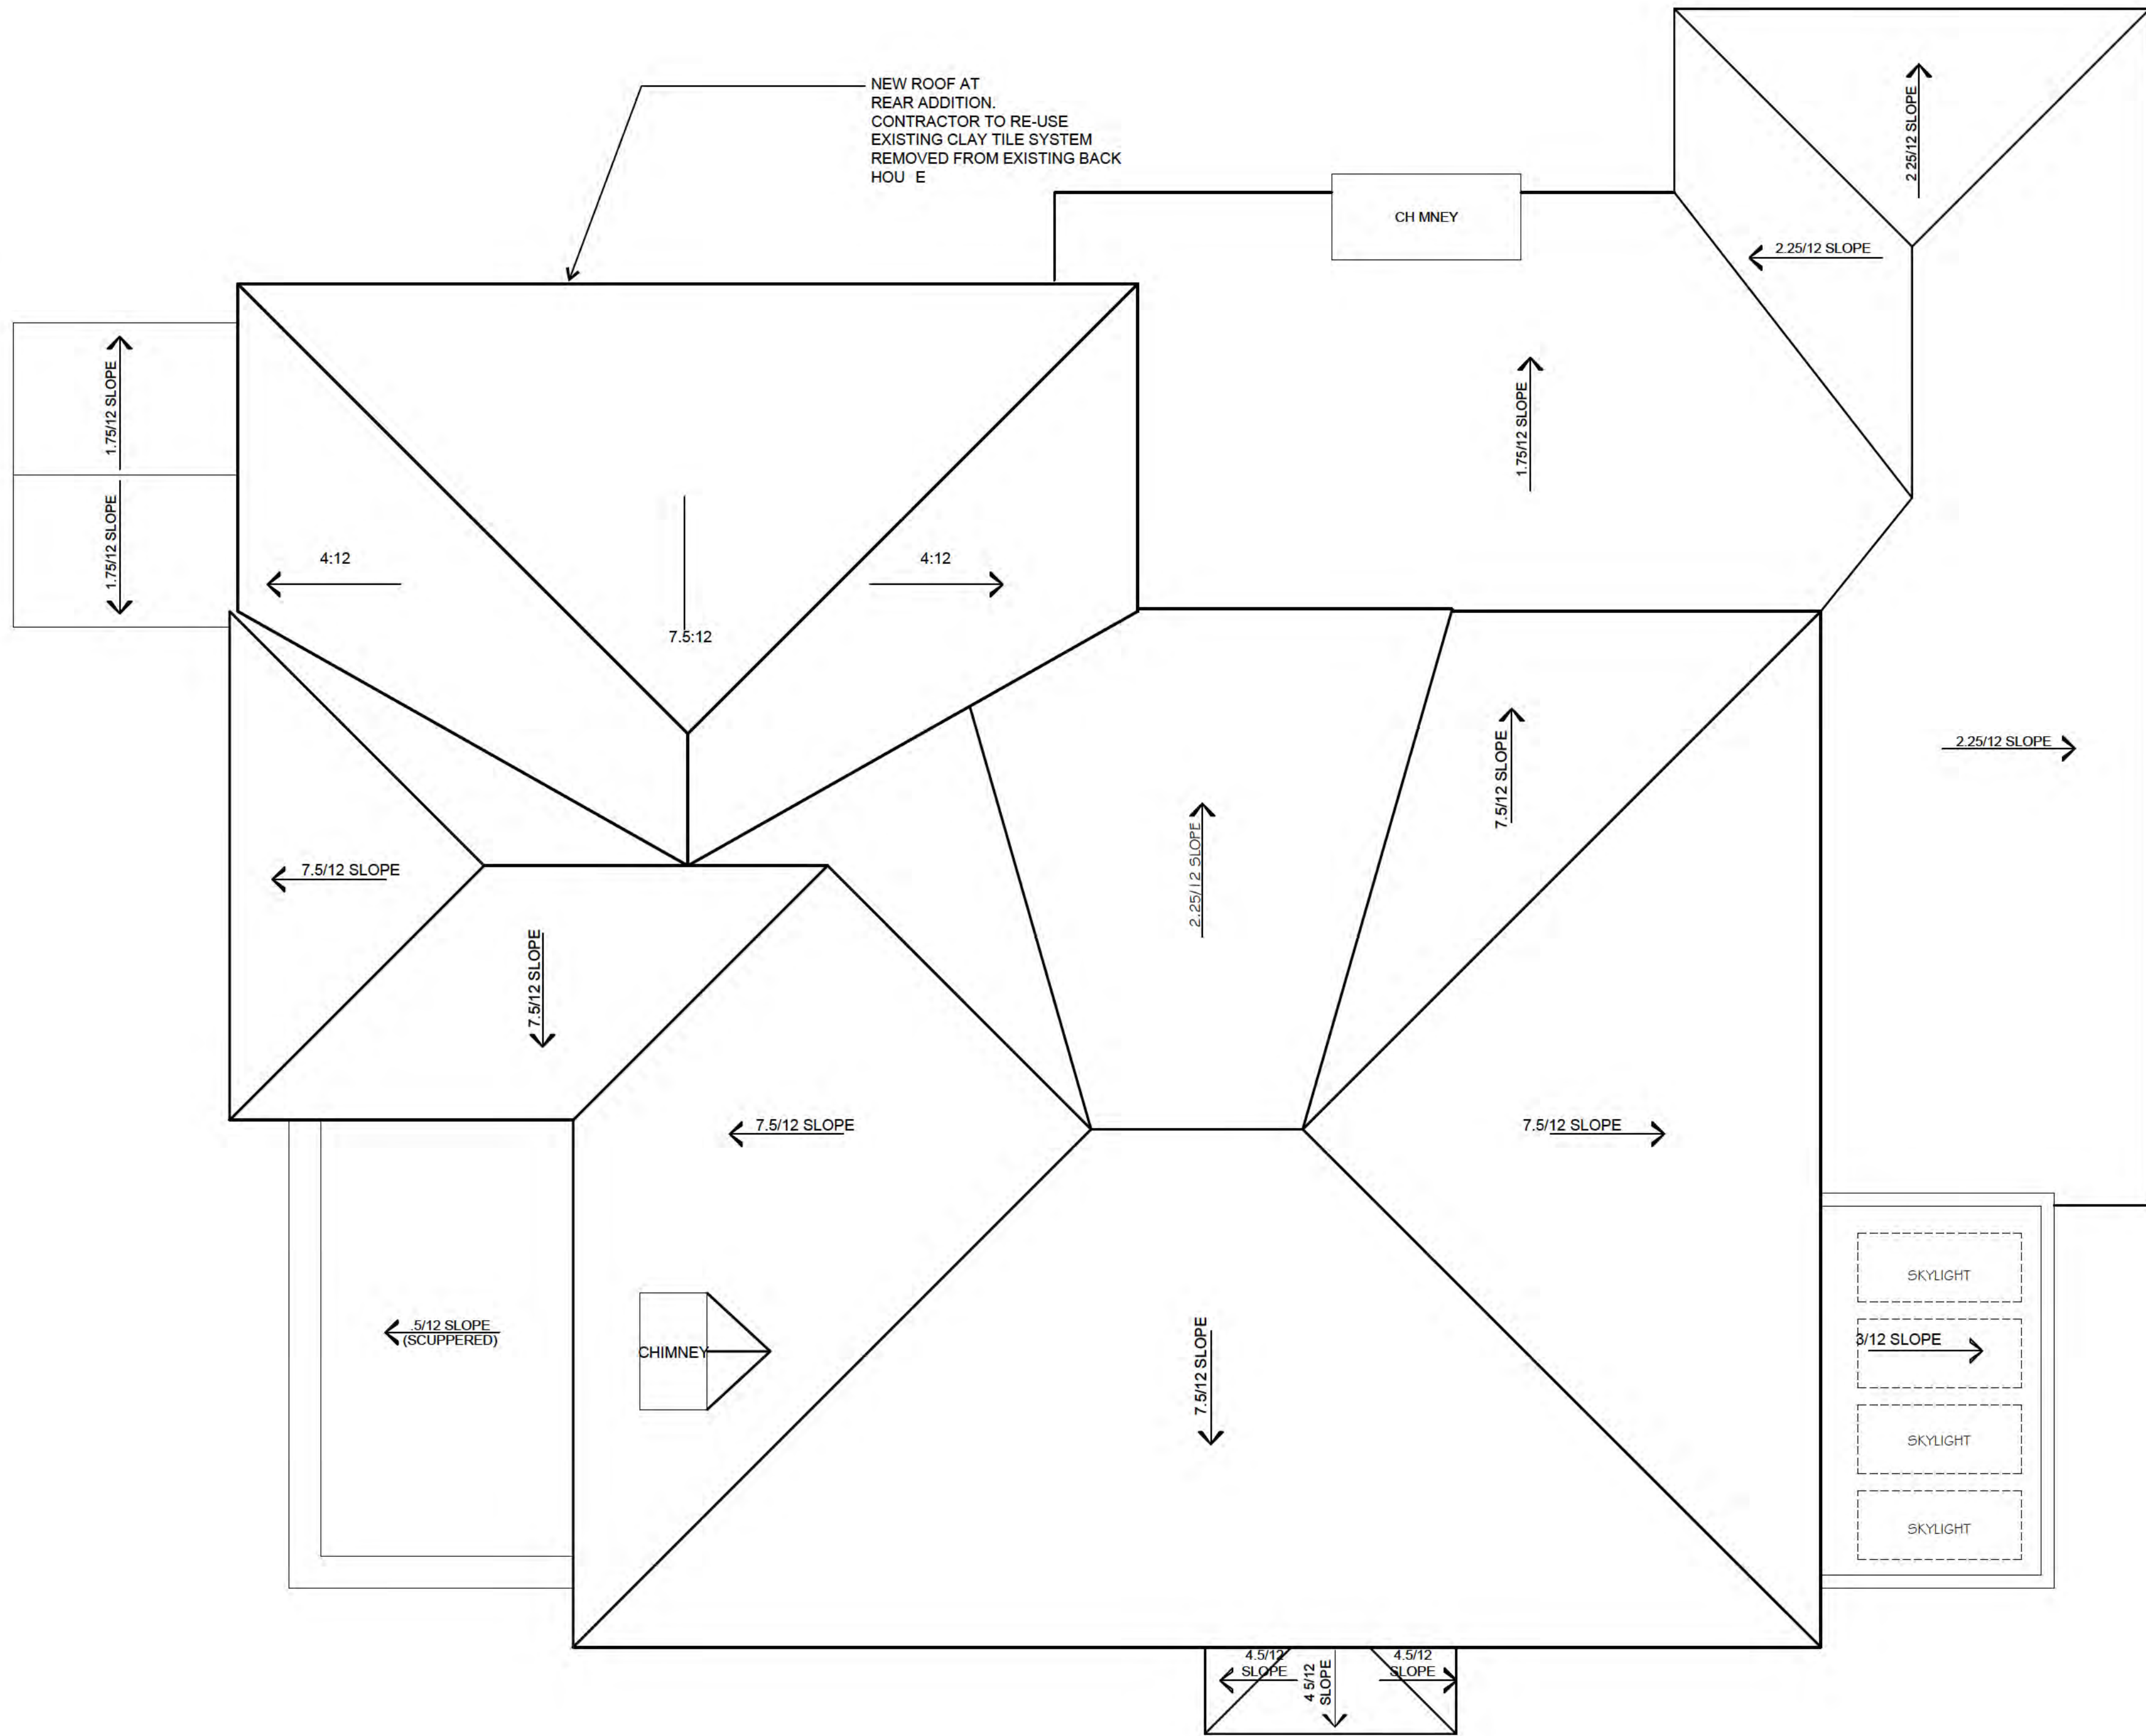 NEW ROOF AT
REAR ADDITION.
CONTRACTOR TO RE-USE
EXISTING CLAY TILE SYSTEM
REMOVED FROM EXISTING BACK
HOU E
2 25/12 SLOPE
CH MNEY
2.25/12 SLOPE
1.75/12 SLOPE
1.75/12 SLOPE
1.75/12 SLOPE
4:12
4:12
7.5:12
2.25/12 SLOPE
7.5/12 SLOPE
2.25/12 SLOPE
7.5/12 SLOPE
7.5/12 SLOPE
7.5/12 SLOPE
7.5/12 SLOPE
SKYLIGHT
.5/12 SLOPE
(SCUPPERED)
CHIMNEY
7.5/12 SLOPE
3/12 SLOPE
SKYLIGHT
SKYLIGHT
4.5/12
SLOPE
4 5/12
SLOPE
4.5/12
SLOPE